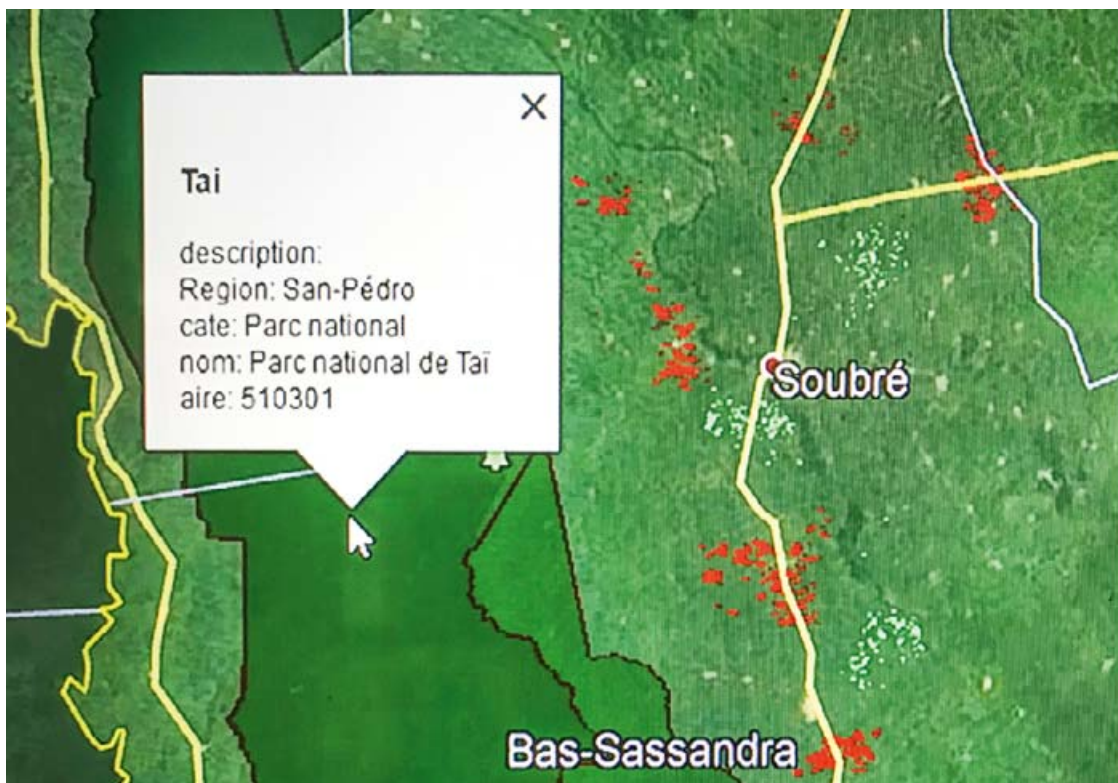 Tai
description:
Region: San-Pédro
cate: Parc national
nom: Parc national de Taï
aire: 510301
Soubré
Bas-Sassandra